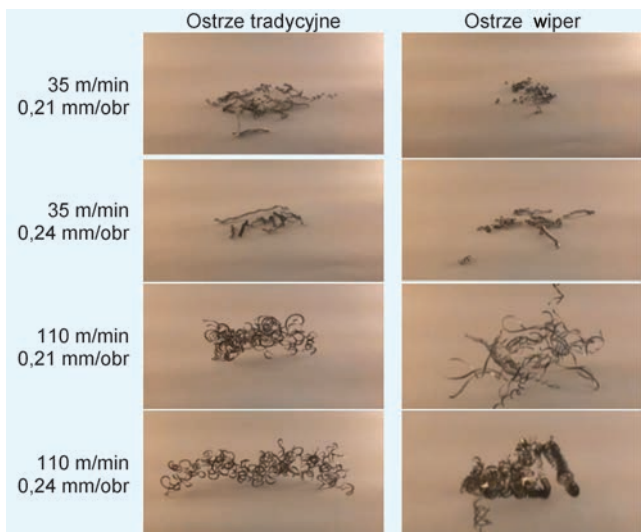 Ostrze tradycyjne
Ostrze wiper
35 m/min
0,21 mm/obr
35 m/min
0,24 mm/obr
110 m/min
0,21 mm/obr
110 m/min
0,24 mm/obr